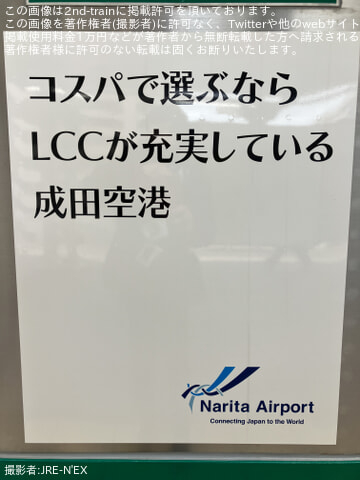 この画像は2nd-trainに掲載許可を頂いております。
この画像を著作権者(撮影者)に許可なく、Twitterや他のwebサイト
掲載使用料金1万円などが著作者から無断転載した方へ請求される
著作権者様に許可のない転載は固くお断りいたします。
コスパで選ぶなら
LCCが充実している
成田空港
Narita Airport
Connecting Japan to the World
撮影者:JRE-N'EX